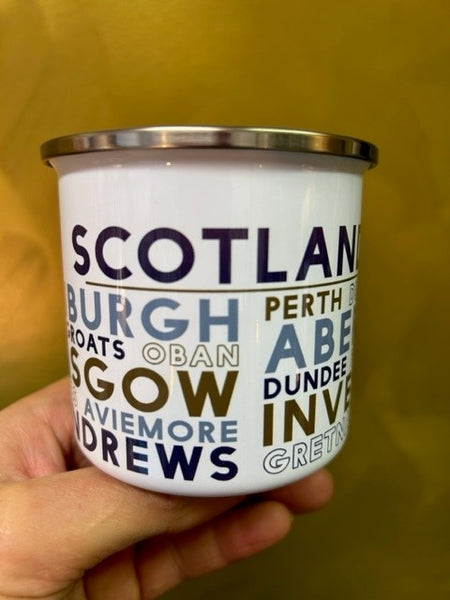 SCOTLAN
BURGH
ROATS OBAN
SGOW
AVIEMORE
NDREWS
PERTH
ABE
DUNDEE
INVE
GRETN